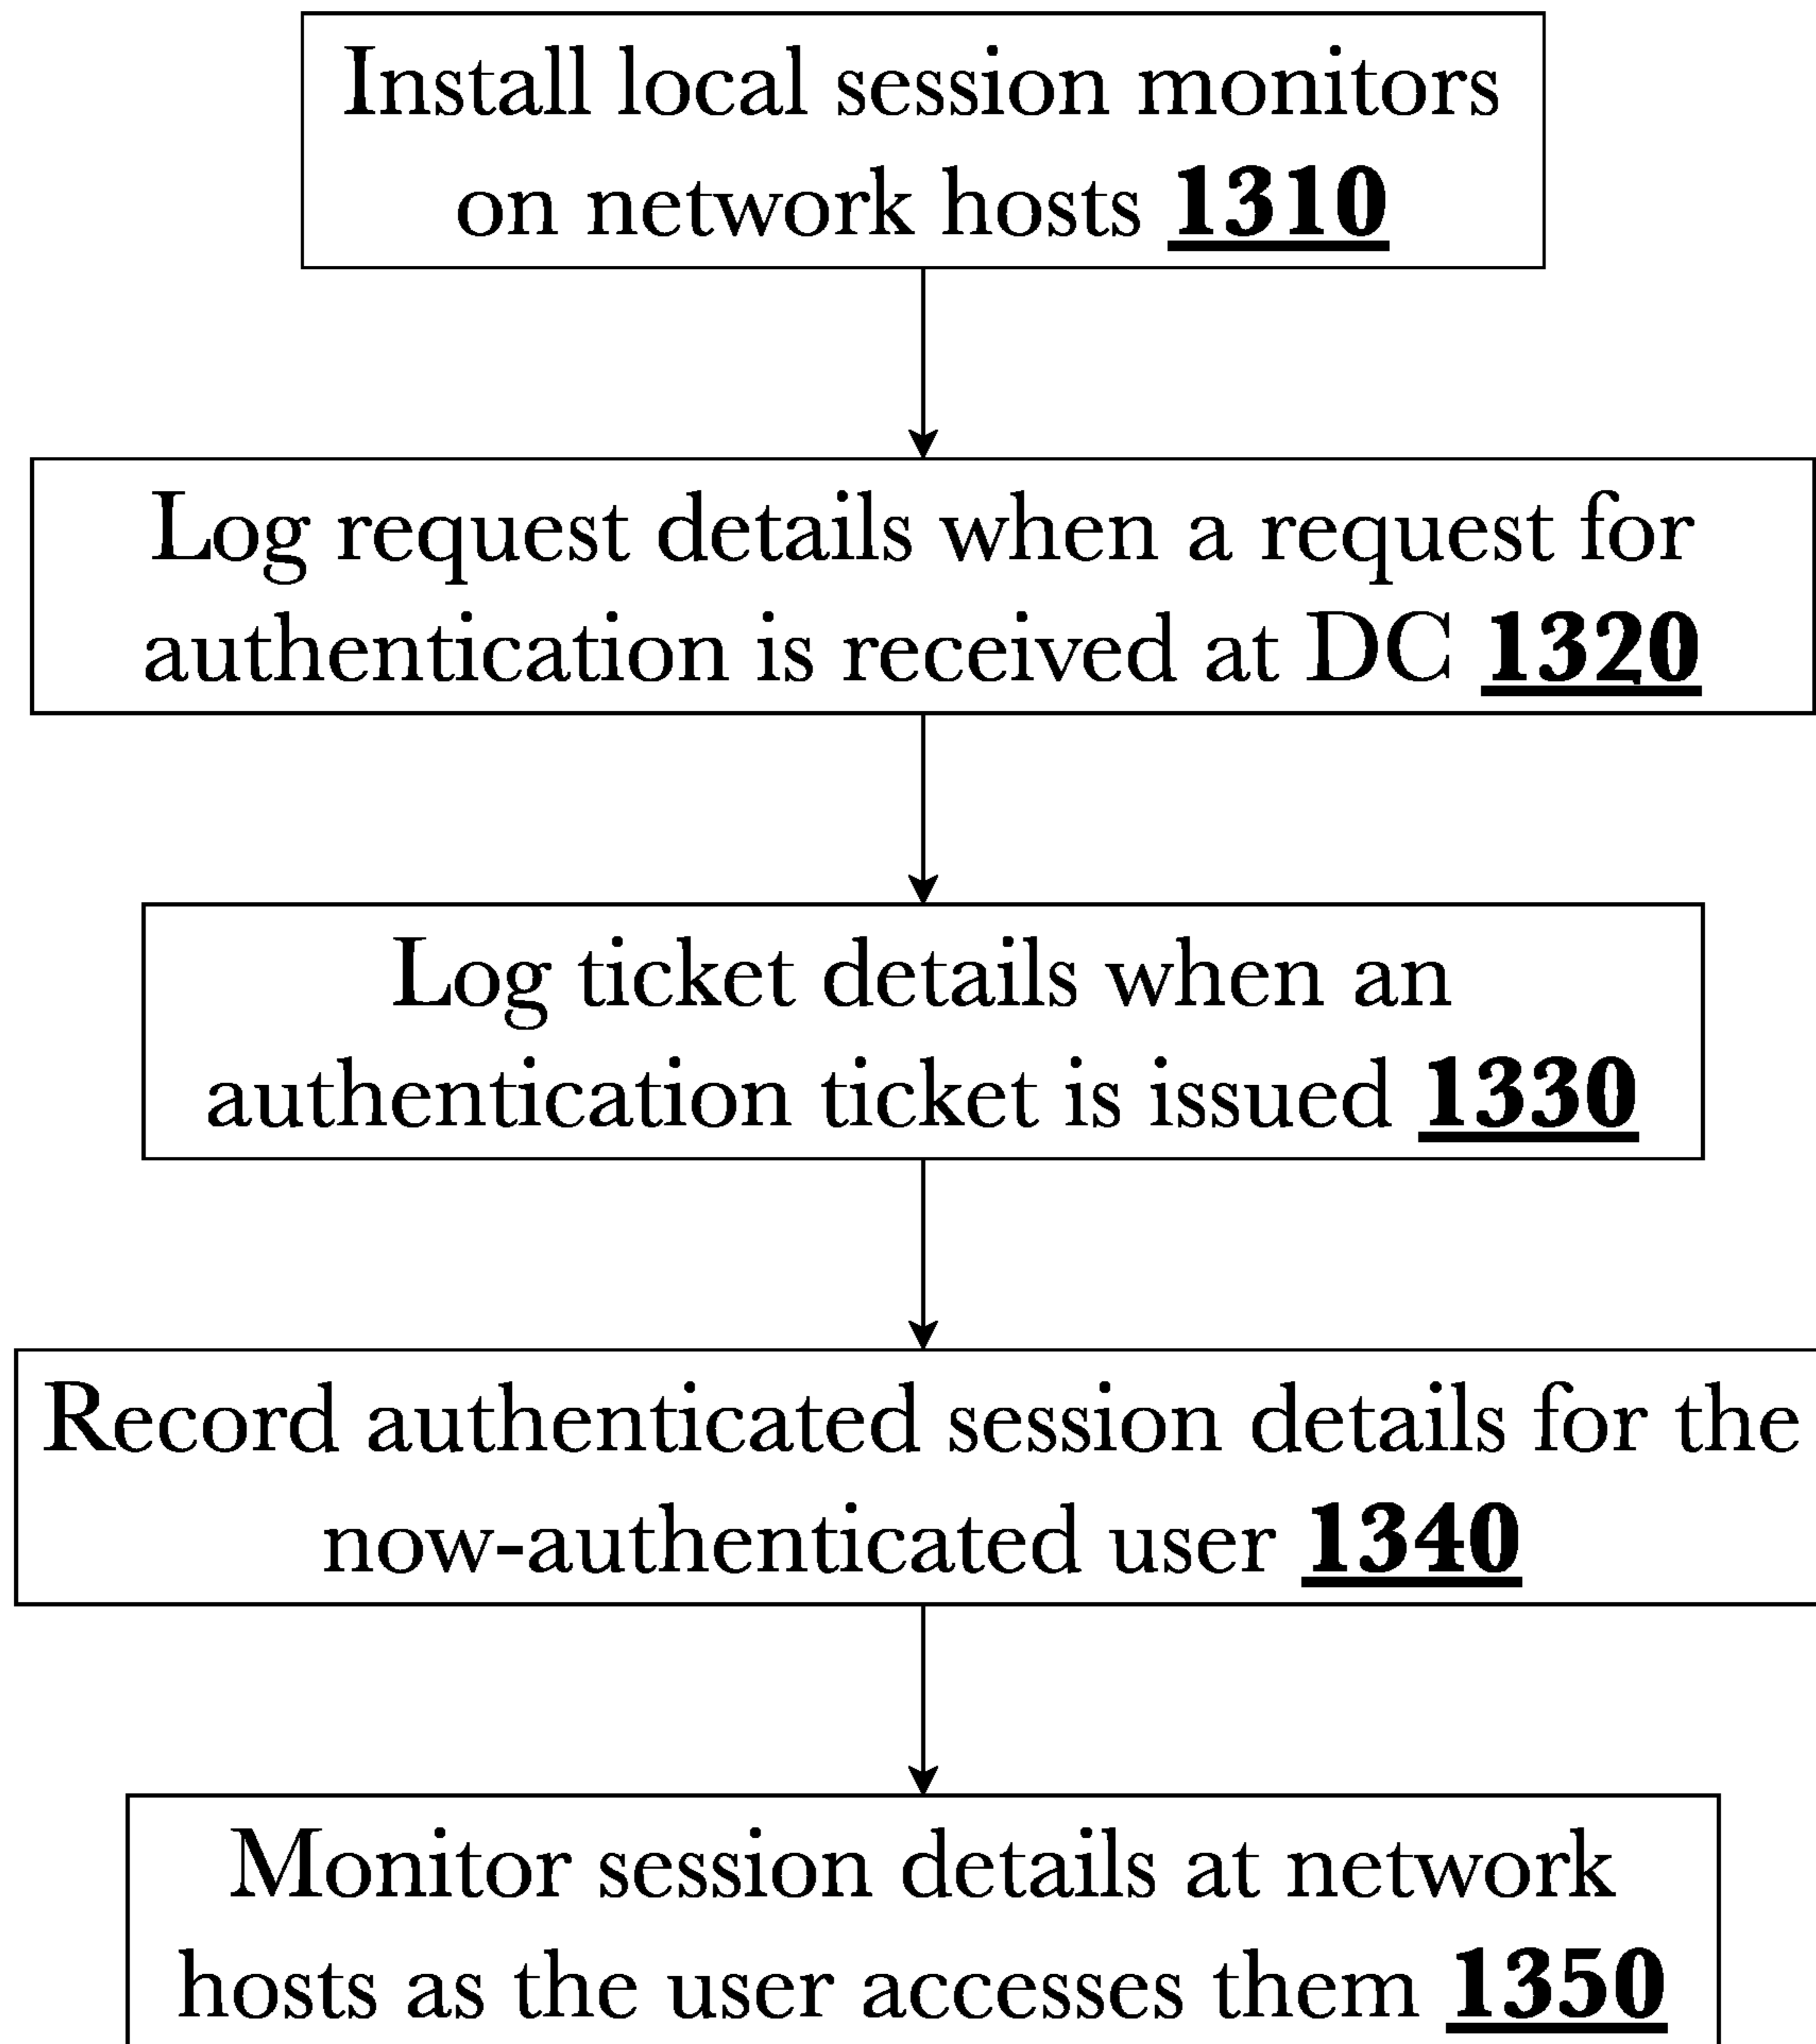 Install local session monitors
on network hosts 1310
Log request details when a request for
authentication is received at DC 1320
Log ticket details when an
authentication ticket is issued 1330
Record authenticated session details for the
now-authenticated user 1340
Monitor session details at network
hosts as the user accesses them 1350